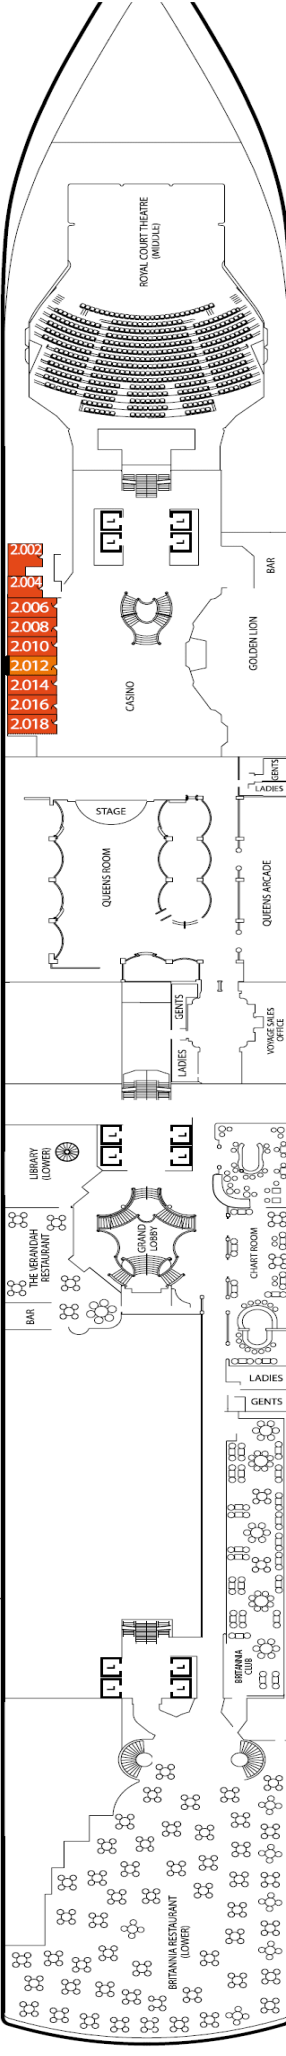 ROYAL COURT THEATRE
(MIDDLE)
L
L
L
L
2.002
2.004
2.006
2.008
2.010
2.012
2.014
2.016
2.018
BAR
GOLDEN LION
CASINO
GENTS
LADIES
STAGE
QUEENS ROOM
QUEENS ARCADE
GENTS
LADIES
VOYAGE SALES
OFFICE
L
L
L
L
LIBRARY
(LOWER)
THE VERANDAH
RESTAURANT
GRAND
LOBBY
CHART ROOM
BAR
LADIES
GENTS
BRITANNIA
CLUB
L
L
L
L
BRITANNIA RESTAURANT
(LOWER)